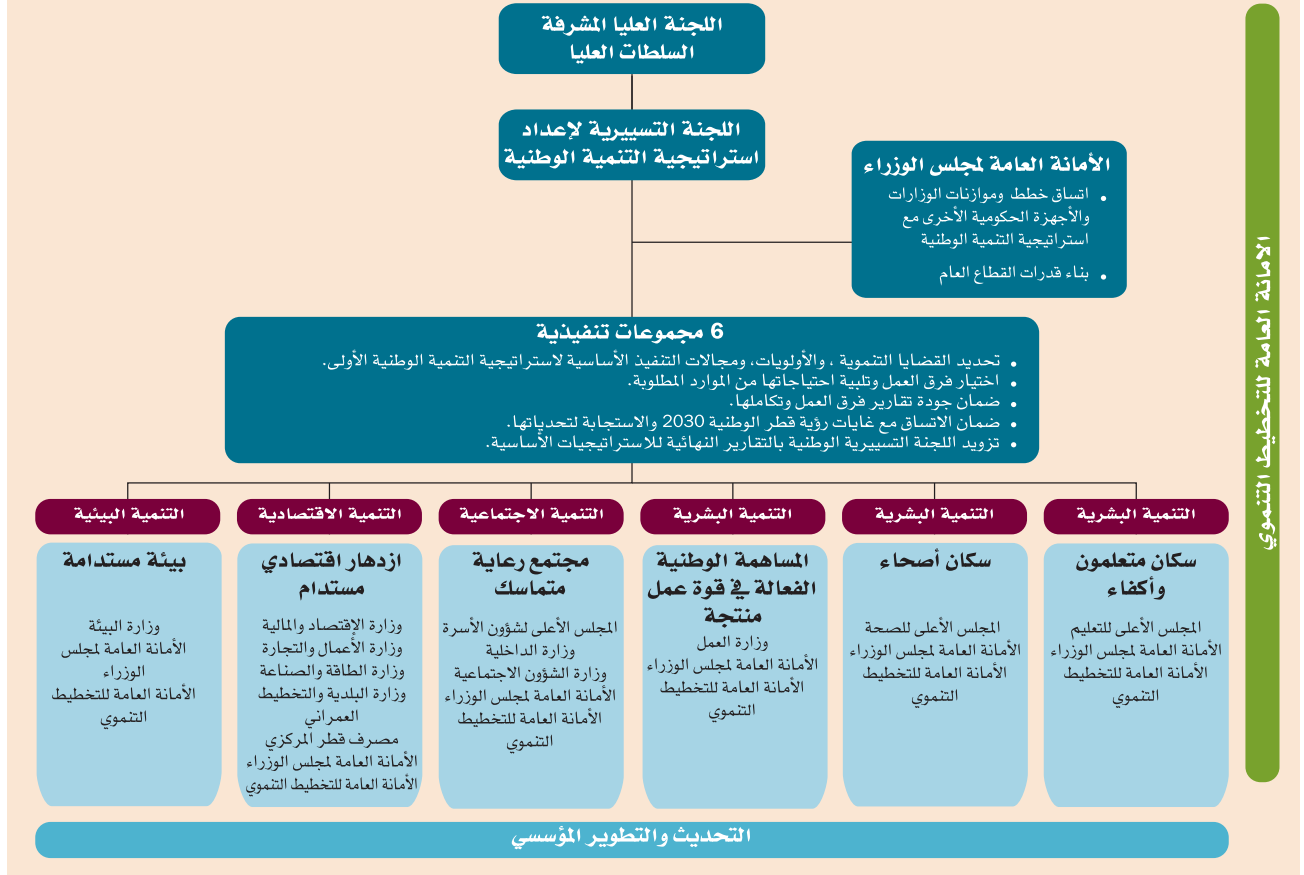 اللجنة العليا المشرفة
السلطات العليا
اللجنة التسييرية لإعداد
استراتيجية التنمية الوطنية
الأمانة العامة لمجلس الوزراء
• اتساق خطط وموازنات الوزارات
والأجهزة الحكومية الأخرى مع
استراتيجية التنمية الوطنية
• بناء قدرات القطاع العام
الامانة العامة للتخطيط التنموي
6 مجموعات تنفيذية
• تحديد القضايا التنموية ، والأولويات، ومجالات التنفيذ الأساسية لاستراتيجية التنمية الوطنية الأولى.
• اختيار فرق العمل وتلبية احتياجاتها من الموارد المطلوبة.
• ضمان جودة تقارير فرق العمل وتكاملها.
• ضمان الاتساق مع غايات رؤية قطر الوطنية 2030 والاستجابة لتحدياتها.
• تزويد اللجنة التسييرية الوطنية بالتقارير النهائية للاستراتيجيات الأساسية.
التنمية البشرية
سكان متعلمون
وأكفاء
المجلس الأعلى للتعليم
الأمانة العامة لمجلس الوزراء
الأمانة العامة للتخطيط
التنموي
التنمية البشرية
سكان أصحاء
المجلس الأعلى للصحة
الأمانة العامة لمجلس الوزراء
الأمانة العامة للتخطيط
التنموي
التنمية البشرية
المساهمة الوطنية
الفعالة في قوة عمل
منتجة
وزارة العمل
الأمانة العامة لمجلس الوزراء
الأمانة العامة للتخطيط
التنموي
التنمية الاجتماعية
مجتمع رعاية
متماسك
المجلس الأعلى لشؤون الأسرة
وزارة الداخلية
وزارة الشؤون الاجتماعية
الأمانة العامة لمجلس الوزراء
الأمانة العامة للتخطيط
التنموي
التنمية الاقتصادية
ازدهار اقتصادي
مستدام
وزارة الإقتصاد والمالية
وزارة الأعمال والتجارة
وزارة الطاقة والصناعة
وزارة البلدية والتخطيط
العمراني
مصرف قطر المركزي
الأمانة العامة لمجلس الوزراء
الأمانة العامة للتخطيط التنموي
التنمية البيئية
بيئة مستدامة
وزارة البيئة
الأمانة العامة لمجلس
الوزراء
الأمانة العامة للتخطيط
التنموي
التحديث والتطوير المؤسسي